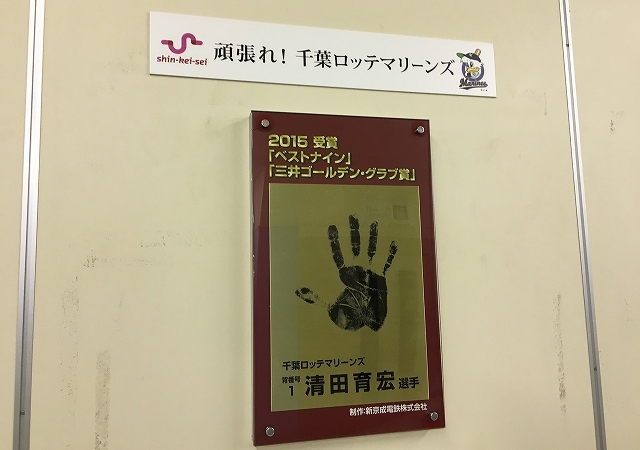 shin-kei-sei
頑張れ! 千葉ロッテマリーンズ
Marines
2015 受賞
「ベストナイン」
「三井ゴールデン・グラブ賞」
千葉ロッテマリーンズ
背番号
1 清田育宏 選手
制作:新京成電鉄株式会社